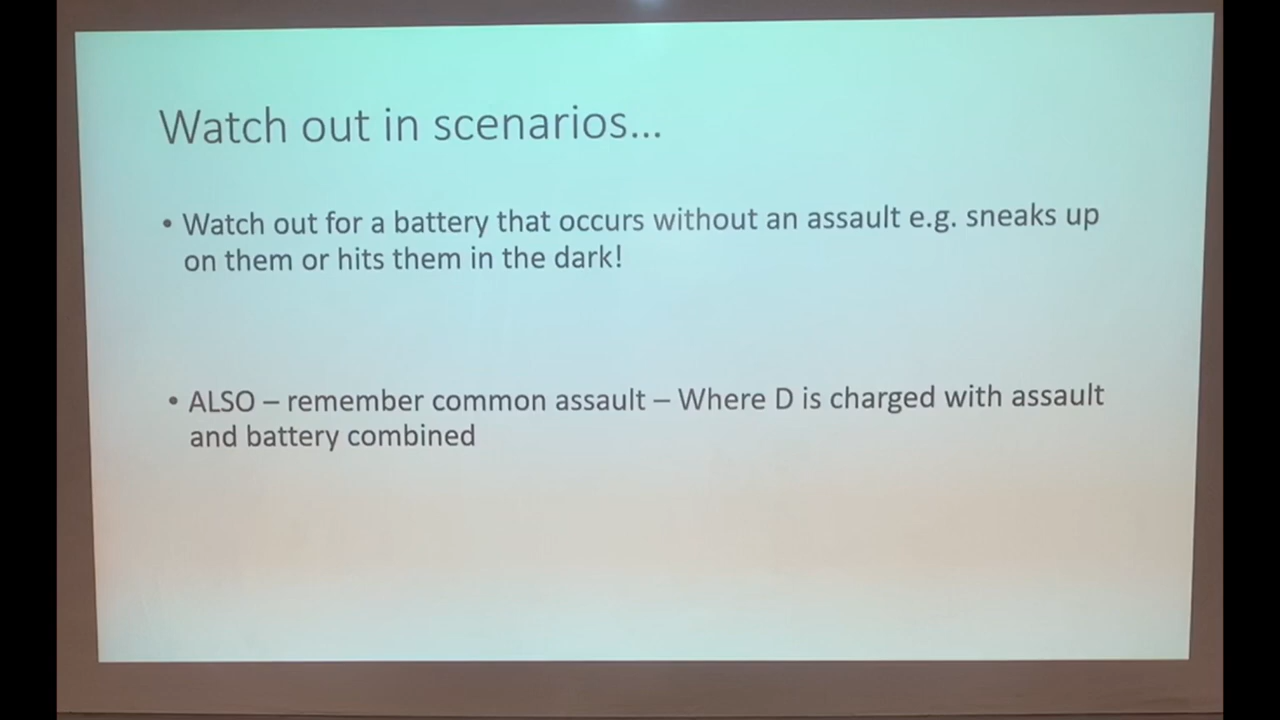 Watch out in scenarios...
• Watch out for a battery that occurs without an assault e.g. sneaks up
on them or hits them in the dark!
• ALSO – remember common assault – Where D is charged with assault
and battery combined